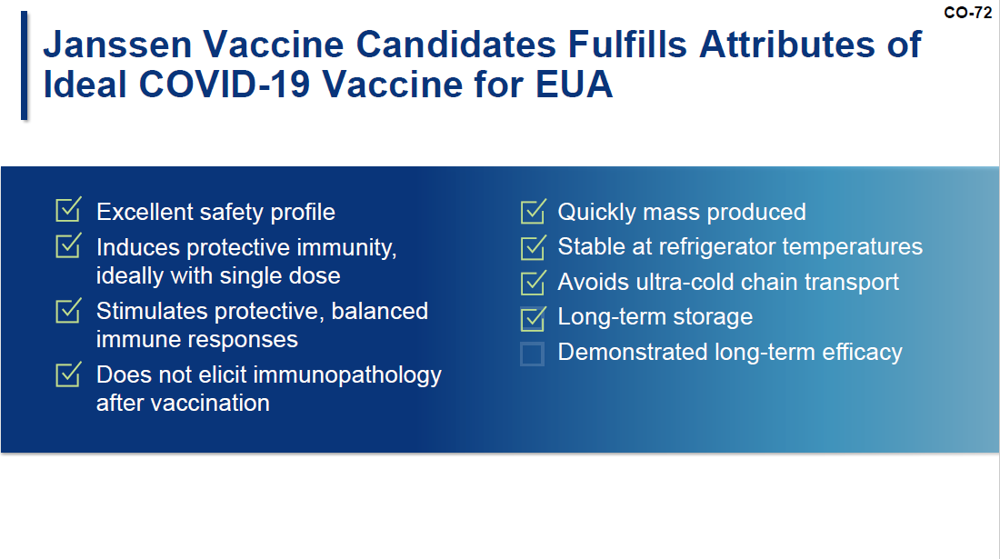 CO-72
Janssen Vaccine Candidates Fulfills Attributes of
Ideal COVID-19 Vaccine for EUA
Excellent safety profile
Induces protective immunity,
ideally with single dose
Stimulates protective, balanced
immune responses
Does not elicit immunopathology
after vaccination
Quickly mass produced
Stable at refrigerator temperatures
Avoids ultra-cold chain transport
Long-term storage
Demonstrated long-term efficacy